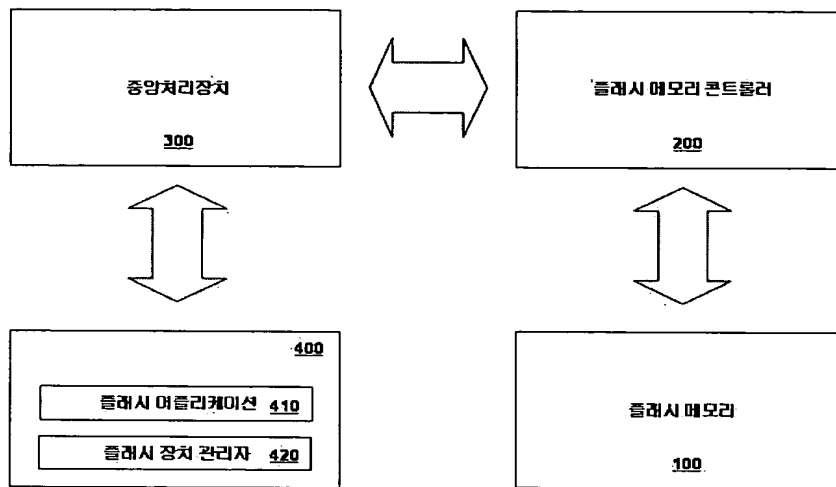 중앙처리장치
300
플래시 메모리 콘트롤러
200
400
플래시 어플리케이션 410
플래시 장치 관리자 420
플래시 메모리
100